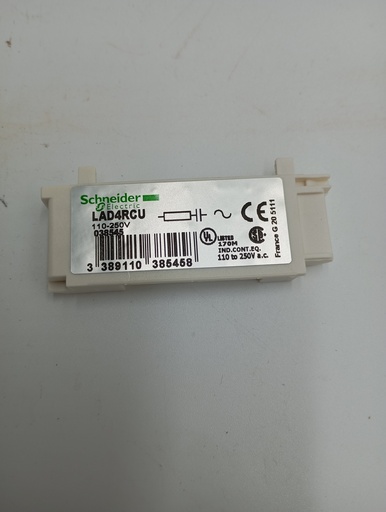 Schneider
Electric
LAD4RCU
110-250V
038545
CE
UL LISTED
170M
IND.CONT.EQ.
110 to 250V a.c.
3 389110 385458
France G 20 5111